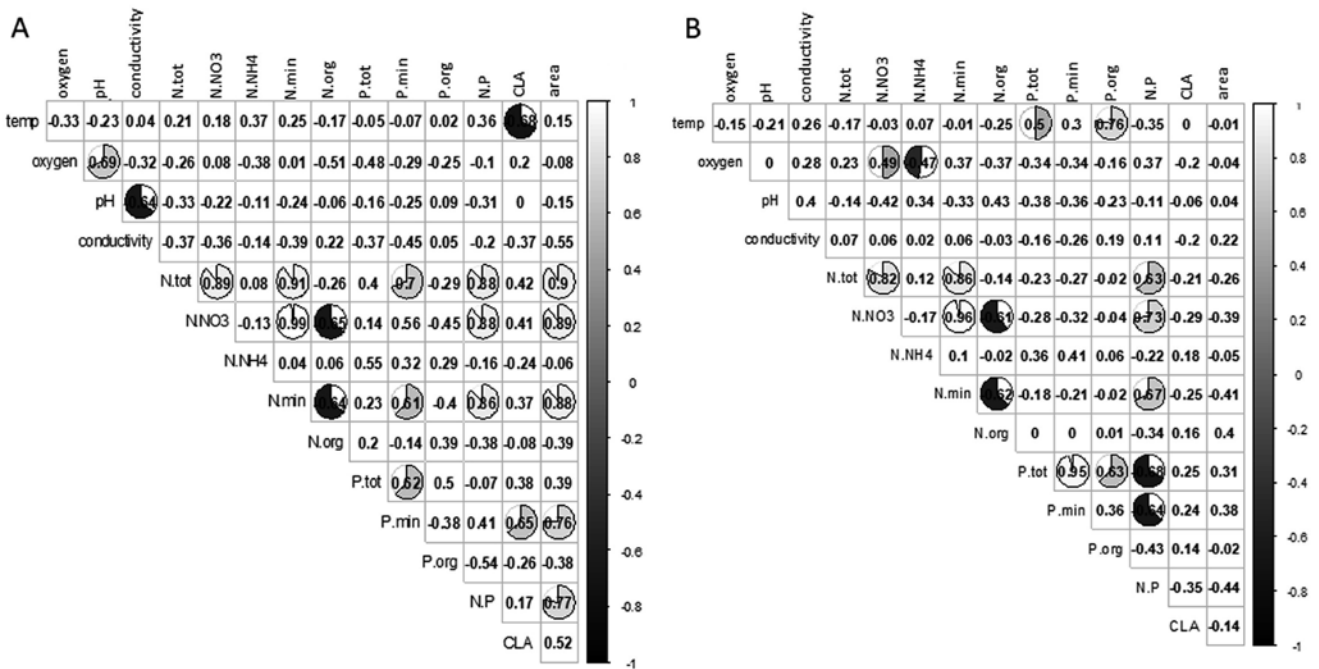 A
oxygen pH conductivity N.tot N.NO3 N.NH4 N.min N.org P.tot P.min P.org N.P CLA area
temp -0.33 -0.23 0.04 0.21 0.18 0.37 0.25 -0.17 -0.05 -0.07 0.02 0.36 -0.68 0.15
oxygen 0.69 -0.32 -0.26 0.08 -0.38 0.01 -0.51 -0.48 -0.29 -0.25 -0.1 0.2 -0.08
pH -0.64 -0.33 -0.22 -0.11 -0.24 -0.06 -0.16 -0.25 0.09 -0.31 0 -0.15
conductivity -0.37 -0.36 -0.14 -0.39 0.22 -0.37 -0.45 0.05 -0.2 -0.37 -0.55
N.tot 0.89 0.08 0.91 -0.26 0.4 0.7 -0.29 0.88 0.42 0.9
N.NO3 -0.13 0.99 -0.65 0.14 0.56 -0.45 0.88 0.41 0.89
N.NH4 0.04 0.06 0.55 0.32 0.29 -0.16 -0.24 -0.06
N.min -0.64 0.23 0.61 -0.4 0.86 0.37 0.88
N.org 0.2 -0.14 0.39 -0.38 -0.08 -0.39
P.tot 0.62 0.5 -0.07 0.38 0.39
P.min -0.38 0.41 0.65 0.76
P.org -0.54 -0.26 -0.38
N.P 0.17 0.77
CLA 0.52
1
0.8
0.6
0.4
0.2
0
-0.2
-0.4
-0.6
-0.8
-1
B
oxygen pH conductivity N.tot N.NO3 N.NH4 N.min N.org P.tot P.min P.org N.P CLA area
temp -0.15 -0.21 0.26 -0.17 -0.03 0.07 -0.01 -0.25 0.5 0.3 0.76 -0.35 0 -0.01
oxygen 0 0.28 0.23 0.49 -0.47 0.37 -0.37 -0.34 -0.34 -0.16 0.37 -0.2 -0.04
pH 0.4 -0.14 -0.42 0.34 -0.33 0.43 -0.38 -0.36 -0.23 -0.11 -0.06 0.04
conductivity 0.07 0.06 0.02 0.06 -0.03 -0.16 -0.26 0.19 0.11 -0.2 0.22
N.tot 0.82 0.12 0.86 -0.14 -0.23 -0.27 -0.02 0.63 -0.21 -0.26
N.NO3 -0.17 0.96 -0.61 -0.28 -0.32 -0.04 0.73 -0.29 -0.39
N.NH4 0.1 -0.02 0.36 0.41 0.06 -0.22 0.18 -0.05
N.min -0.62 -0.18 -0.21 -0.02 0.67 -0.25 -0.41
N.org 0 0 0.01 -0.34 0.16 0.4
P.tot 0.95 0.63 -0.68 0.25 0.31
P.min 0.36 -0.64 0.24 0.38
P.org -0.43 0.14 -0.02
N.P -0.35 -0.44
CLA -0.14
1
0.8
0.6
0.4
0.2
0
-0.2
-0.4
-0.6
-0.8
-1